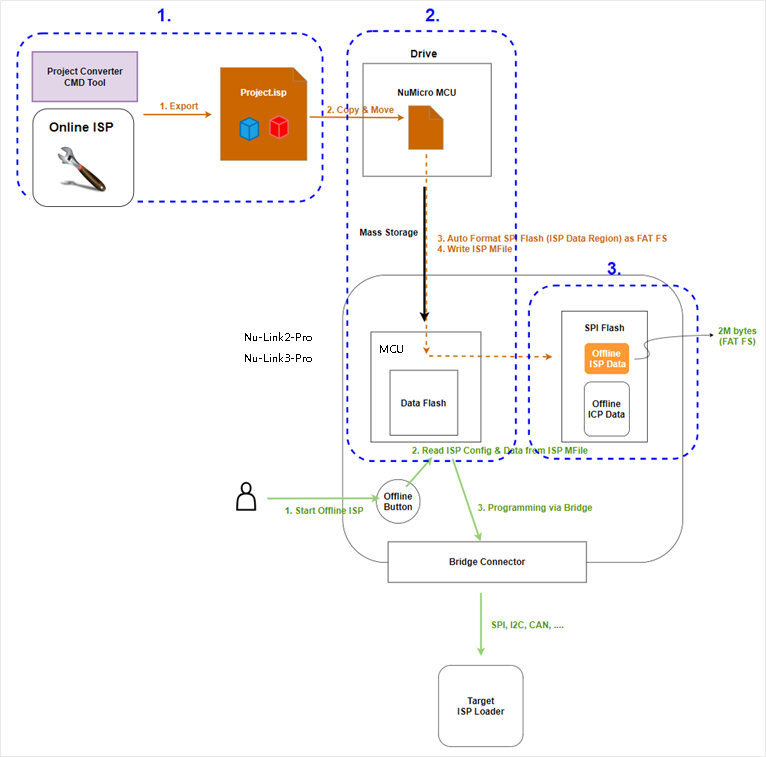 1.
2.
Drive
Project Converter
CMD Tool
Online ISP
1. Export
Project.isp
2. Copy & Move
NuMicro MCU
Mass Storage
3. Auto Format SPI Flash (ISP Data Region) as FAT FS
4. Write ISP MFile
3.
Nu-Link2-Pro
Nu-Link3-Pro
MCU
Data Flash
SPI Flash
Offline
ISP Data
Offline
ICP Data
2M bytes
(FAT FS)
2. Read ISP Config & Data from ISP MFile
1. Start Offline ISP
Offline
Button
3. Programming via Bridge
Bridge Connector
SPI, I2C, CAN, ....
Target
ISP Loader